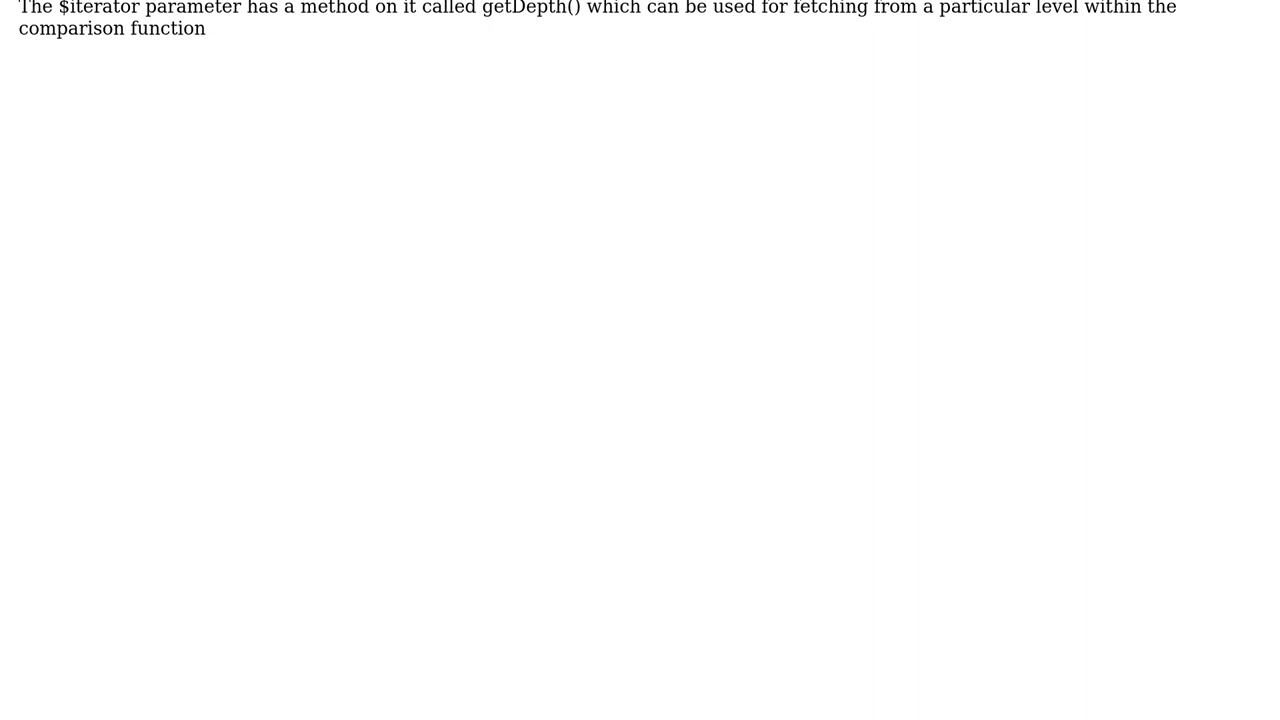 The $iterator parameter has a method on it called getDepth() which can be used for fetching from a particular level within the
comparison function